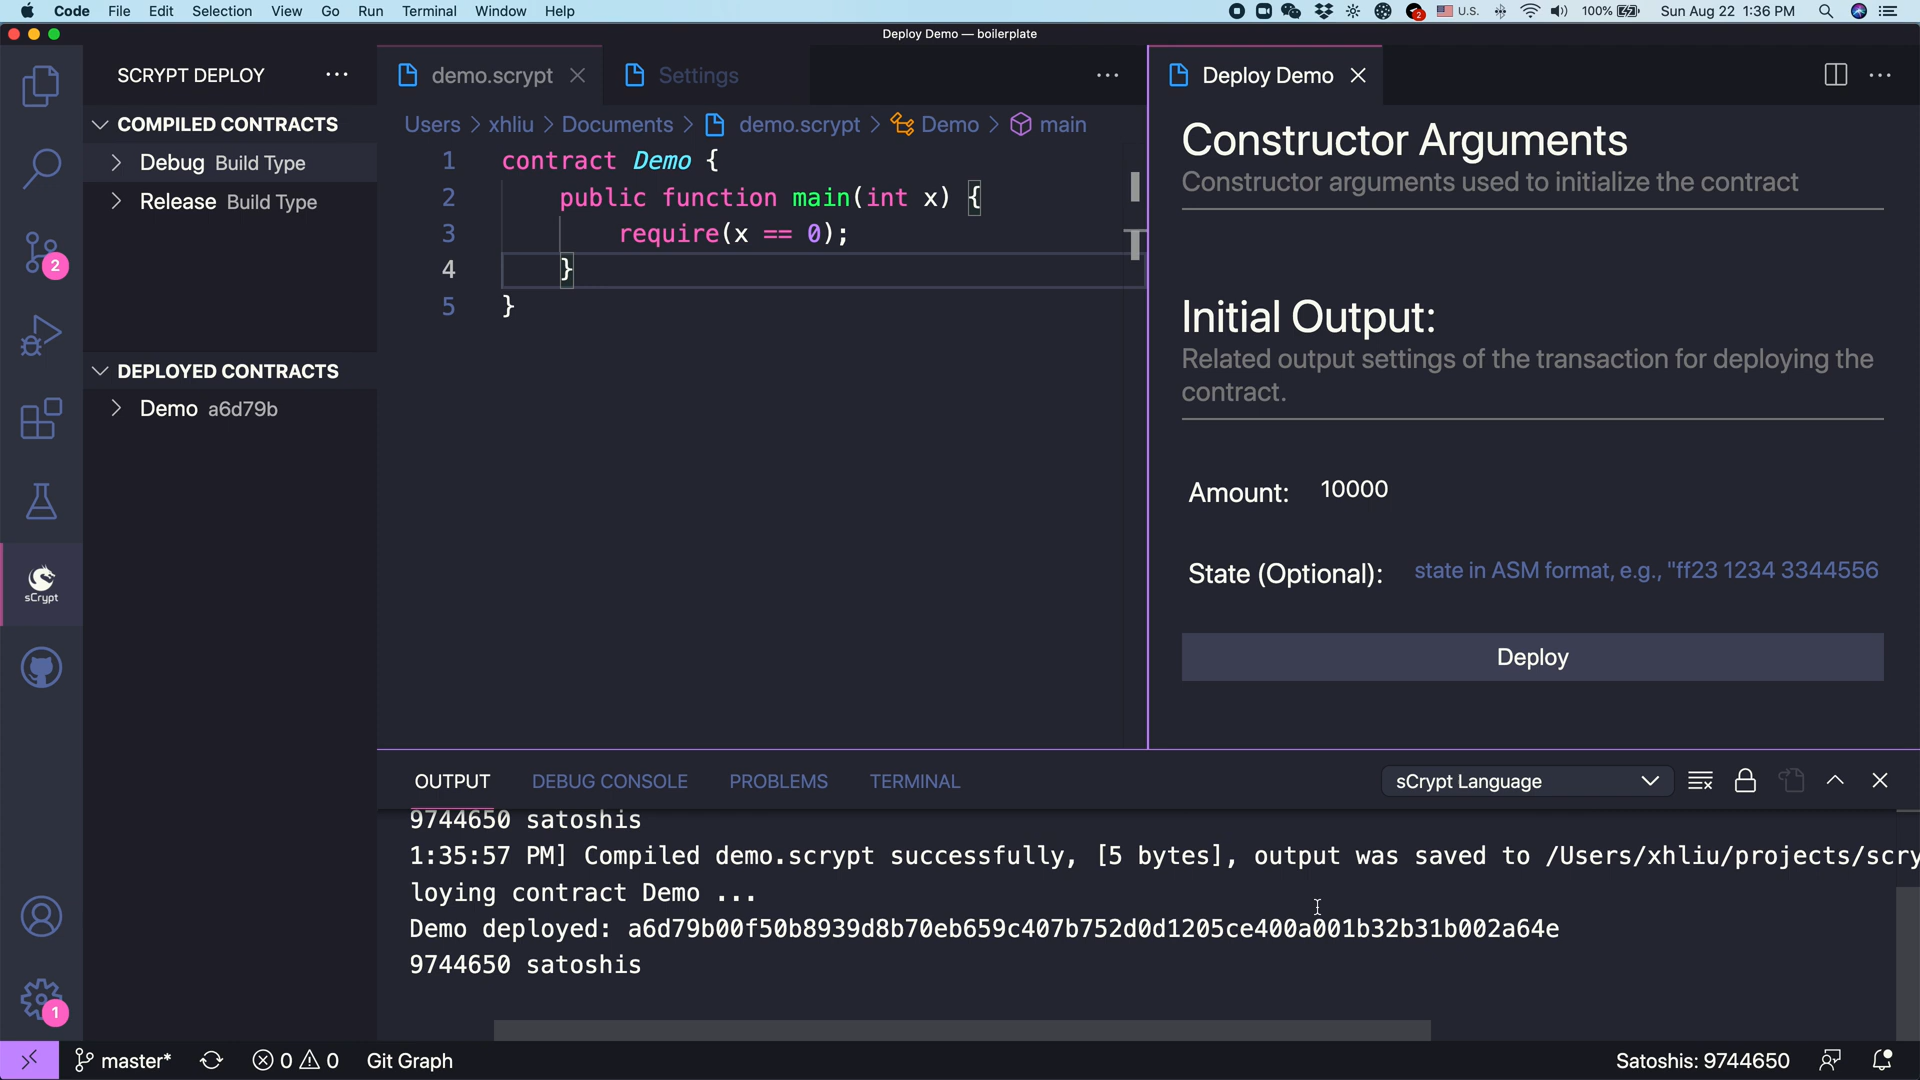 Code File Edit Selection View Go Run Terminal Window Help
2 U.S. 100% Sun Aug 22 1:36 PM
Deploy Demo — boilerplate
SCRYPT DEPLOY
COMPILED CONTRACTS
Debug Build Type
Release Build Type
DEPLOYED CONTRACTS
Demo a6d79b
2
sCrypt
1
demo.scrypt
Settings
Users > xhliu > Documents > demo.scrypt > Demo > main
1 contract Demo {
2 public function main(int x) {
3 require(x == 0);
4 }
5 }
Deploy Demo
Constructor Arguments
Constructor arguments used to initialize the contract
Initial Output:
Related output settings of the transaction for deploying the
contract.
Amount: 10000
State (Optional): state in ASM format, e.g., "ff23 1234 3344556
Deploy
OUTPUT DEBUG CONSOLE PROBLEMS TERMINAL
sCrypt Language
9744650 satoshis
1:35:57 PM] Compiled demo.scrypt successfully, [5 bytes], output was saved to /Users/xhliu/projects/scry
loying contract Demo ...
Demo deployed: a6d79b00f50b8939d8b70eb659c407b752d0d1205ce400a001b32b31b002a64e
9744650 satoshis
master* 0 0 Git Graph
Satoshis: 9744650